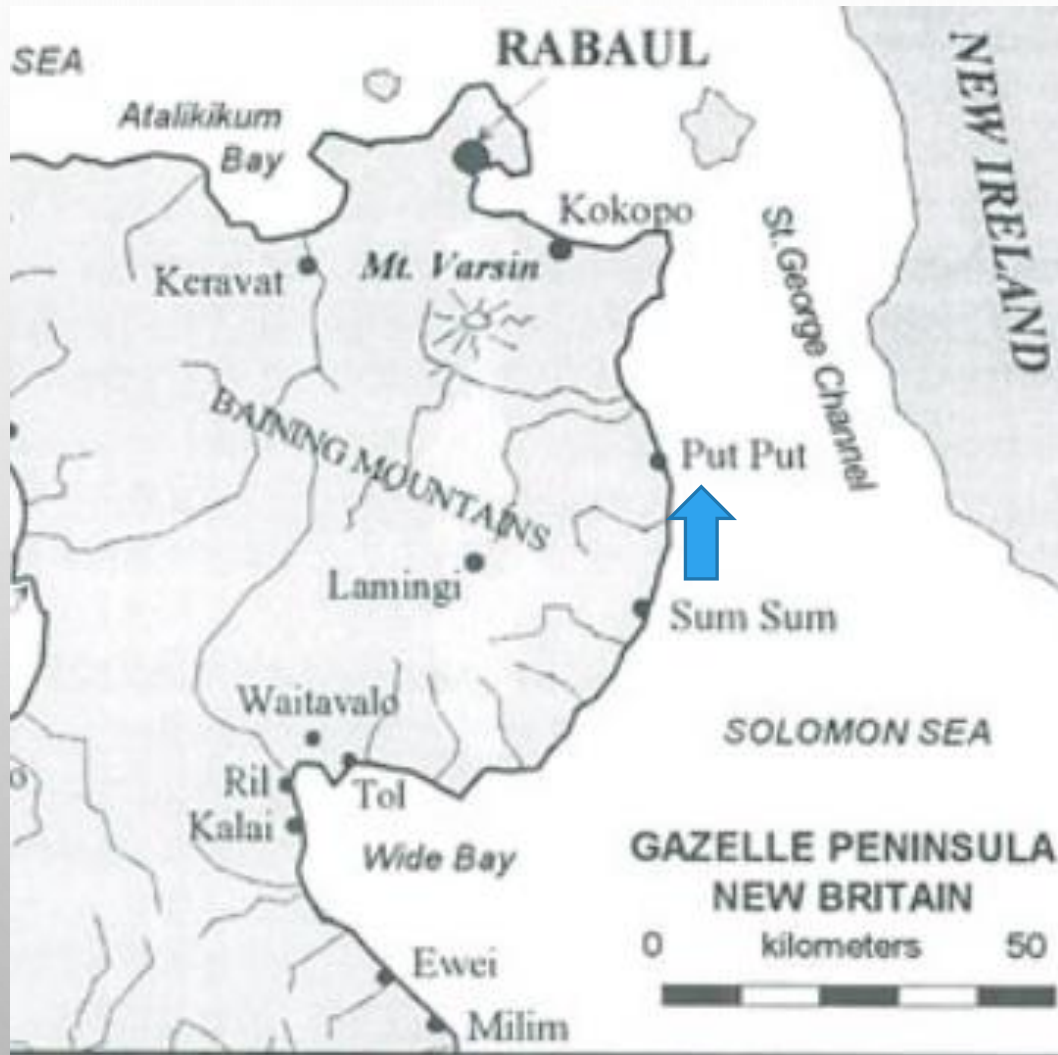 SEA
RABAUL
Atalikikum
Bay
Kokopo
Keravat
Mt. Varsin
St.George Channel
NEW IRELAND
BAINING MOUNTAINS
Put Put
Lamingi
Sum Sum
Waitavalo
SOLOMON SEA
Ril
Tol
Kalai
Wide Bay
GAZELLE PENINSULA
NEW BRITAIN
0 kilometers 50
Ewei
Milim